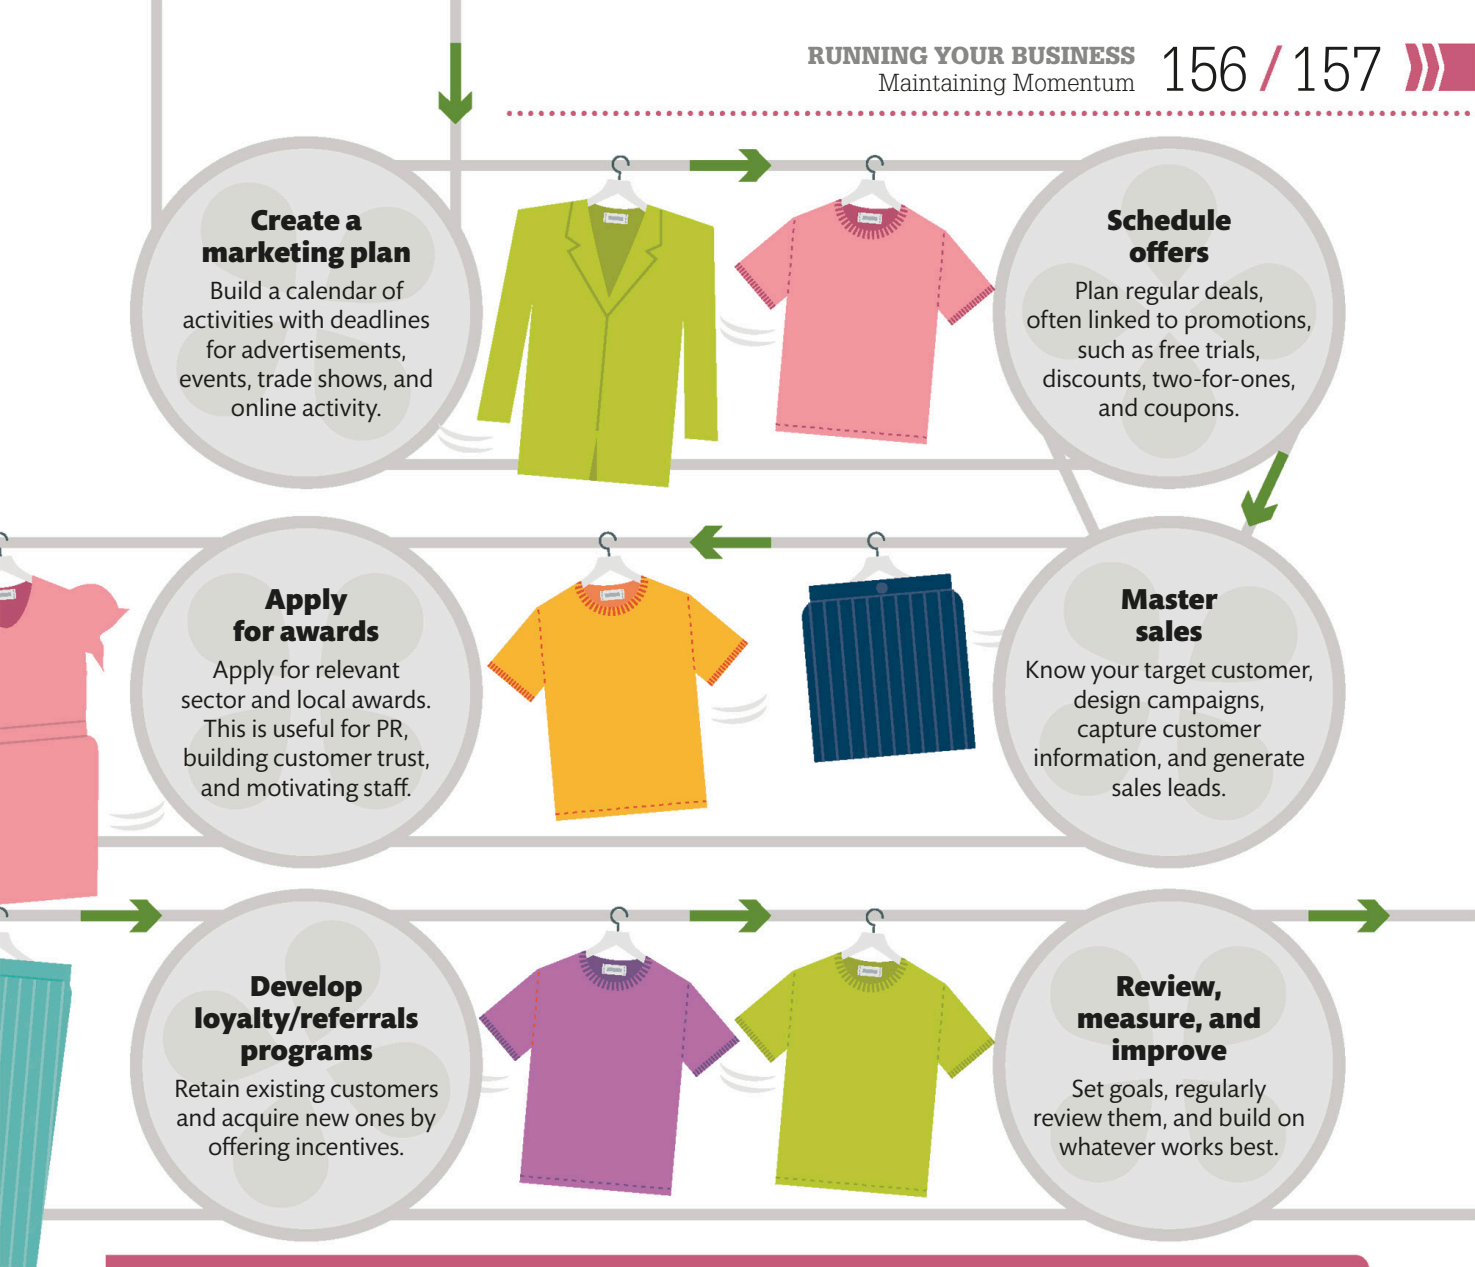 RUNNING YOUR BUSINESS
Maintaining Momentum
156 / 157
Create a
marketing plan
Build a calendar of
activities with deadlines
for advertisements,
events, trade shows, and
online activity.
Schedule
offers
Plan regular deals,
often linked to promotions,
such as free trials,
discounts, two-for-ones,
and coupons.
Master
sales
Know your target customer,
design campaigns,
capture customer
information, and generate
sales leads.
Apply
for awards
Apply for relevant
sector and local awards.
This is useful for PR,
building customer trust,
and motivating staff.
Develop
loyalty/referrals
programs
Retain existing customers
and acquire new ones by
offering incentives.
Review,
measure, and
improve
Set goals, regularly
review them, and build on
whatever works best.